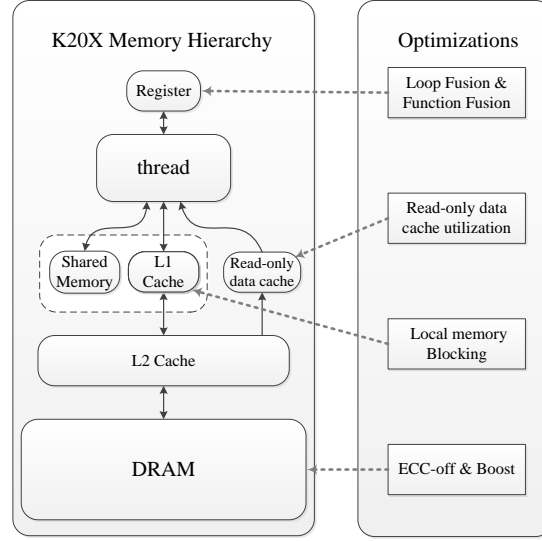 K20X Memory Hierarchy
Register
thread
Shared
Memory
L1
Cache
Read-only
data cache
L2 Cache
DRAM
Optimizations
Loop Fusion &
Function Fusion
Read-only data
cache utilization
Local memory
Blocking
ECC-off & Boost